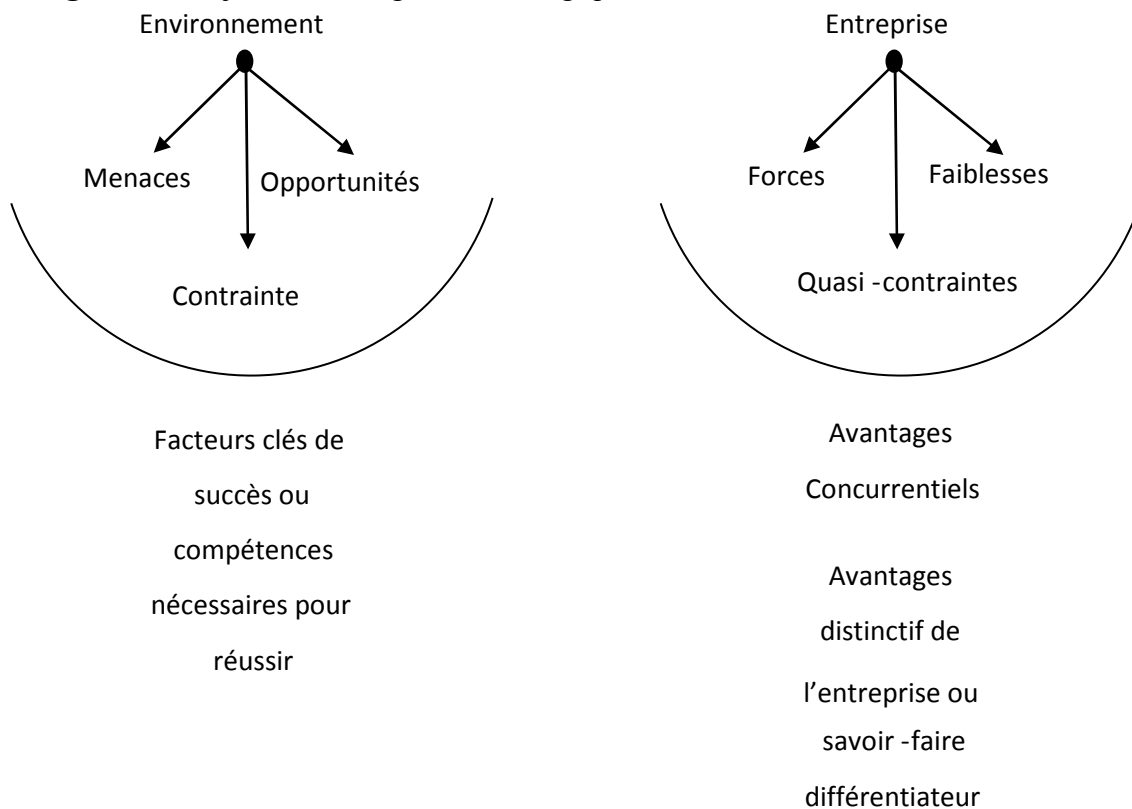 Environnement
Menaces
Opportunités
Contrainte
Facteurs clés de
succès ou
compétences
nécessaires pour
réussir
Entreprise
Forces
Faiblesses
Quasi -contraintes
Avantages
Concurrentiels
Avantages
distinctif de
l’entreprise ou
savoir -faire
différentiateur